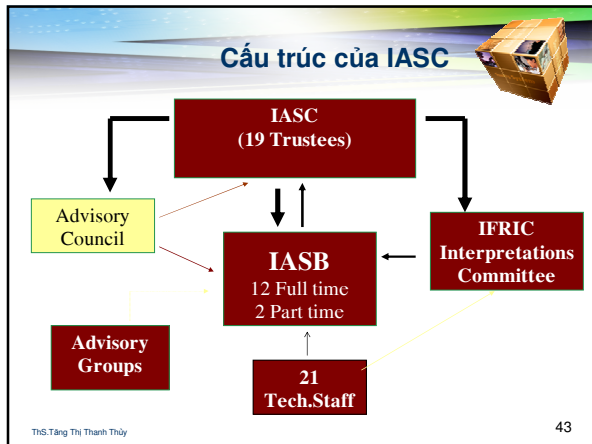 Cấu trúc của IASC
IASC
(19 Trustees)
Advisory
Council
IFRIC
Interpretations
Committee
IASB
12 Full time
2 Part time
Advisory
Groups
21
Tech.Staff
ThS.Tăng Thị Thanh Thủy
43